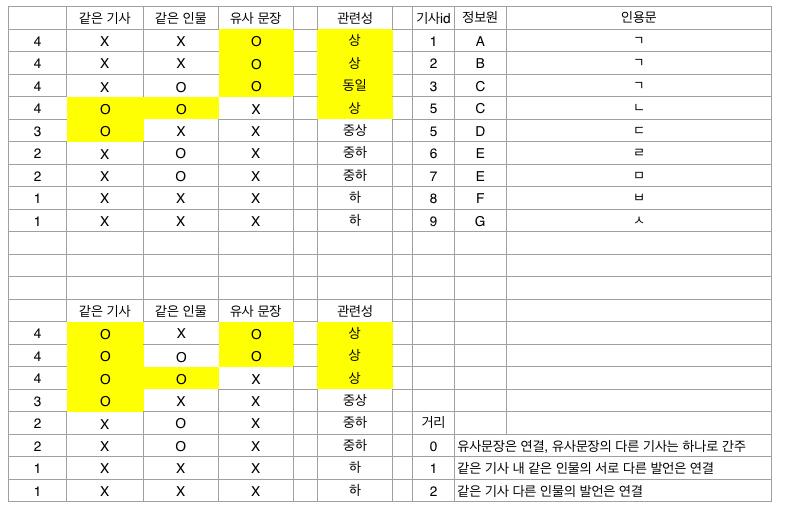 같은 기사 같은 인물 유사 문장 관련성 기사id 정보원 인용문
4 X X O 상 1 A ㄱ
4 X X O 상 2 B ㄱ
4 X O O 동일 3 C ㄱ
4 O O X 상 5 C ㄴ
3 O X X 중상 5 D ㄷ
2 X O X 중하 6 E ㄹ
2 X O X 중하 7 E ㅁ
1 X X X 하 8 F ㅂ
1 X X X 하 9 G ㅅ
같은 기사 같은 인물 유사 문장 관련성
4 O X O 상
4 O O O 상
4 O O X 상
3 O X X 중상
2 X O X 중하 거리
2 X O X 중하 0 유사문장은 연결, 유사문장의 다른 기사는 하나로 간주
1 X X X 하 1 같은 기사 내 같은 인물의 서로 다른 발언은 연결
1 X X X 하 2 같은 기사 다른 인물의 발언은 연결